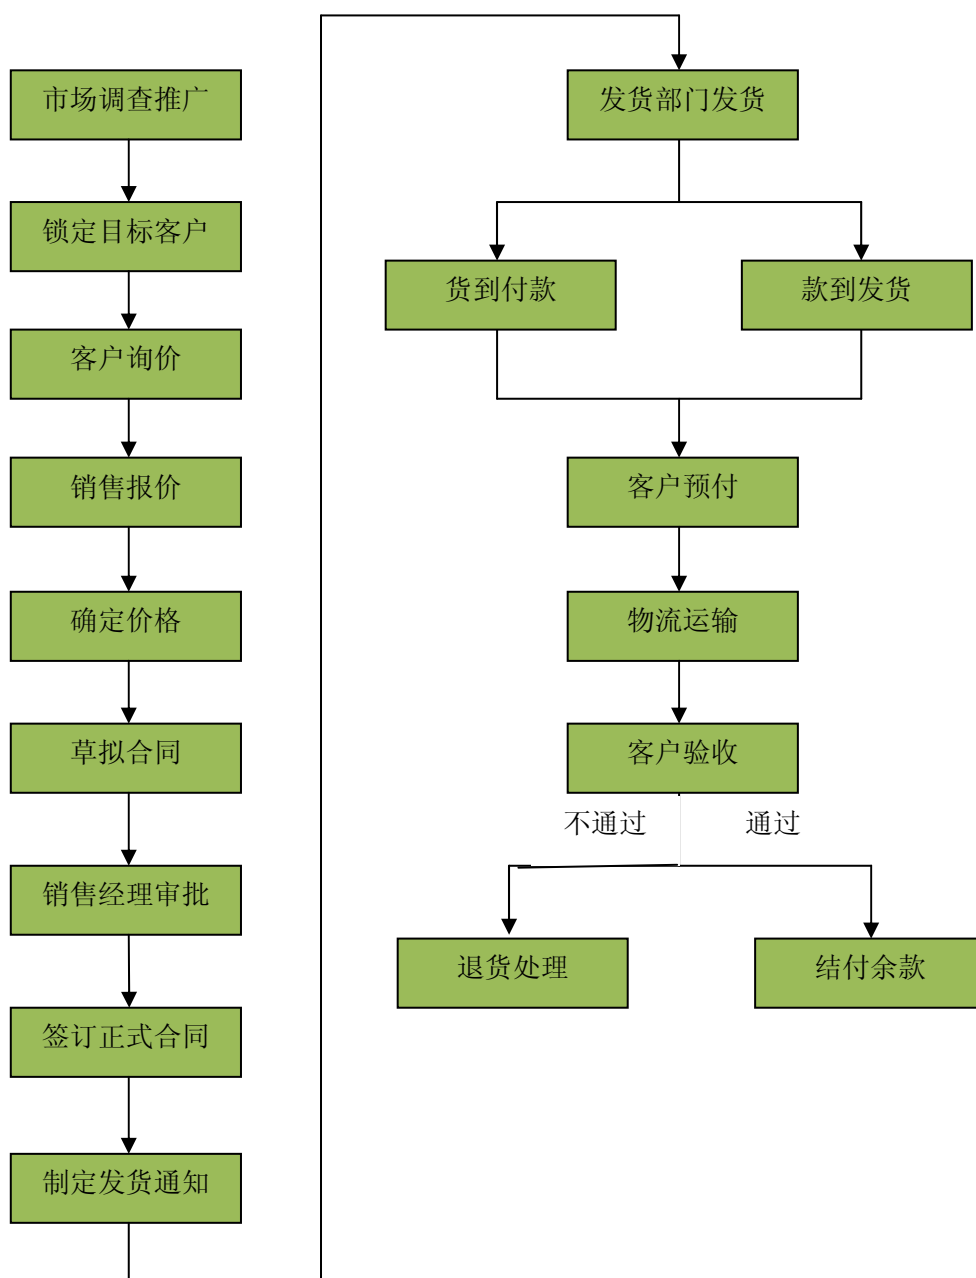 市场调查推广
锁定目标客户
客户询价
销售报价
确定价格
草拟合同
销售经理审批
签订正式合同
制定发货通知
发货部门发货
货到付款
款到发货
客户预付
物流运输
客户验收
不通过
通过
退货处理
结付余款